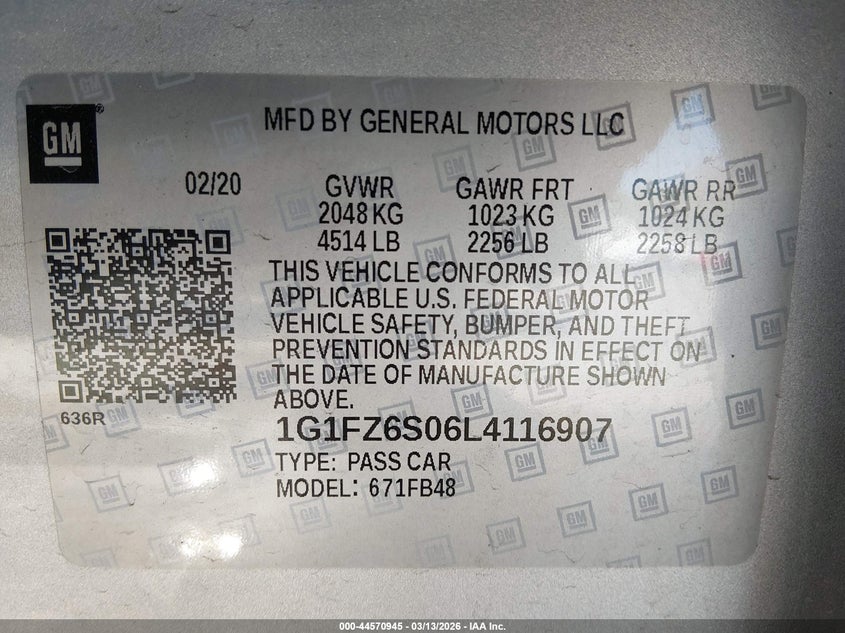 GM
MFD BY GENERAL MOTORS LLC
02/20 GVWR GAWR FRT GAWR RR
2048 KG 1023 KG 1024 KG
4514 LB 2256 LB 2258 LB
THIS VEHICLE CONFORMS TO ALL
APPLICABLE U.S. FEDERAL MOTOR
VEHICLE SAFETY, BUMPER, AND THEFT
PREVENTION STANDARDS IN EFFECT ON
THE DATE OF MANUFACTURE SHOWN
ABOVE.
636R
1G1FZ6S06L4116907
TYPE: PASS CAR
MODEL: 671FB48
000-44570945 - 03/13/2026 - IAA Inc.